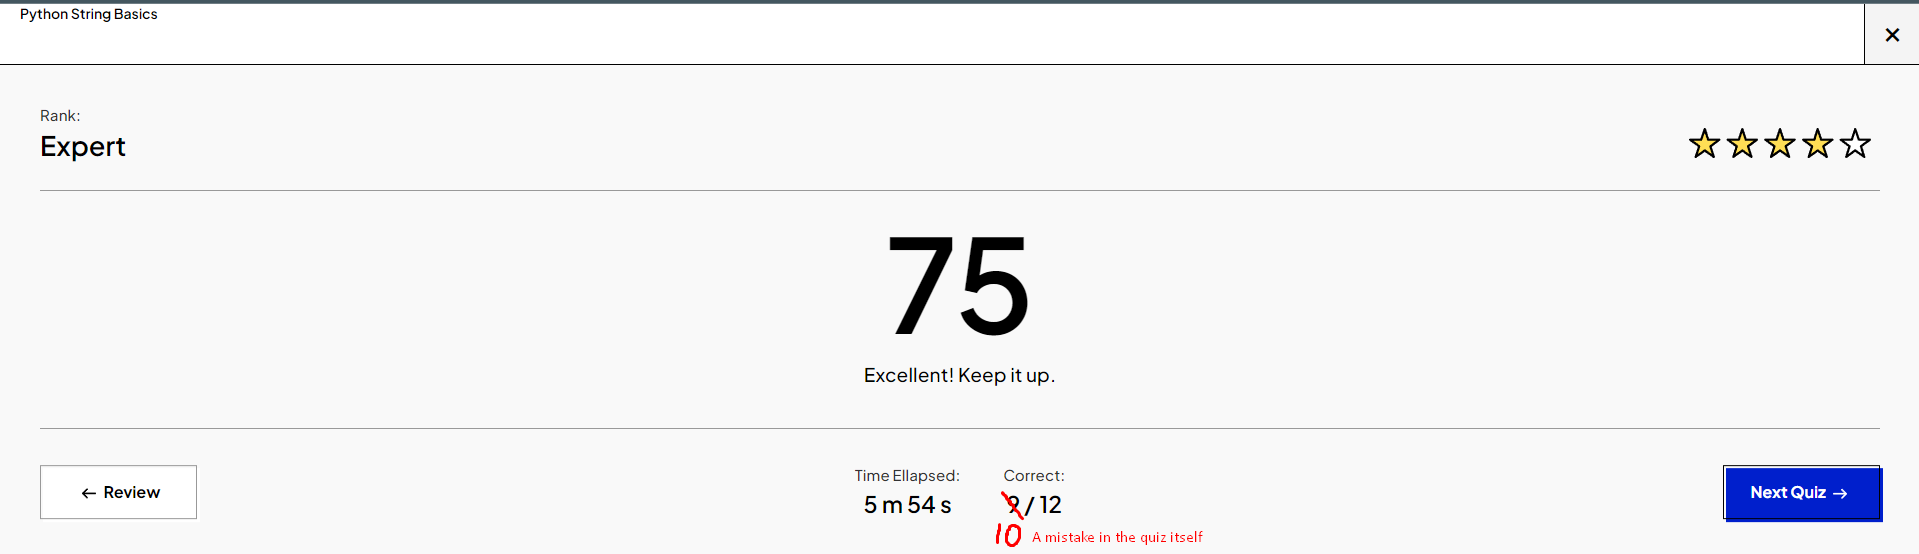 Python String Basics
×
Rank:
Expert
75
Excellent! Keep it up.
← Review
Time Ellapsed:
5 m 54 s
Correct:
9 / 12
10 A mistake in the quiz itself
Next Quiz →